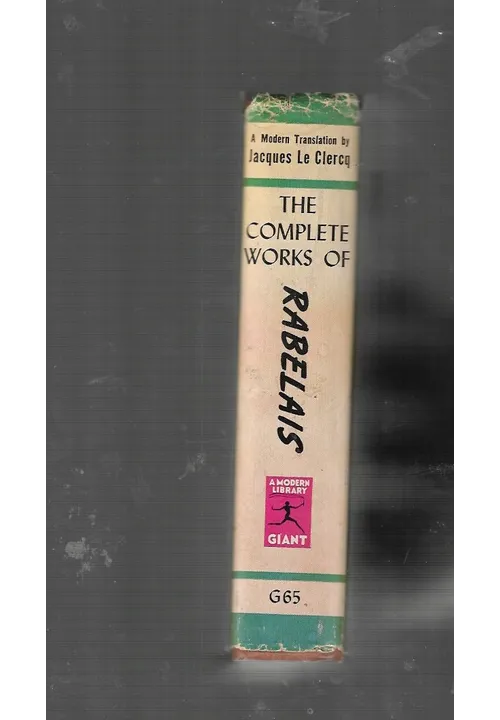 A Modern Translation by
Jacques Le Clercq
THE
COMPLETE
WORKS OF
RABELAIS
A MODERN
LIBRARY
GIANT
G65